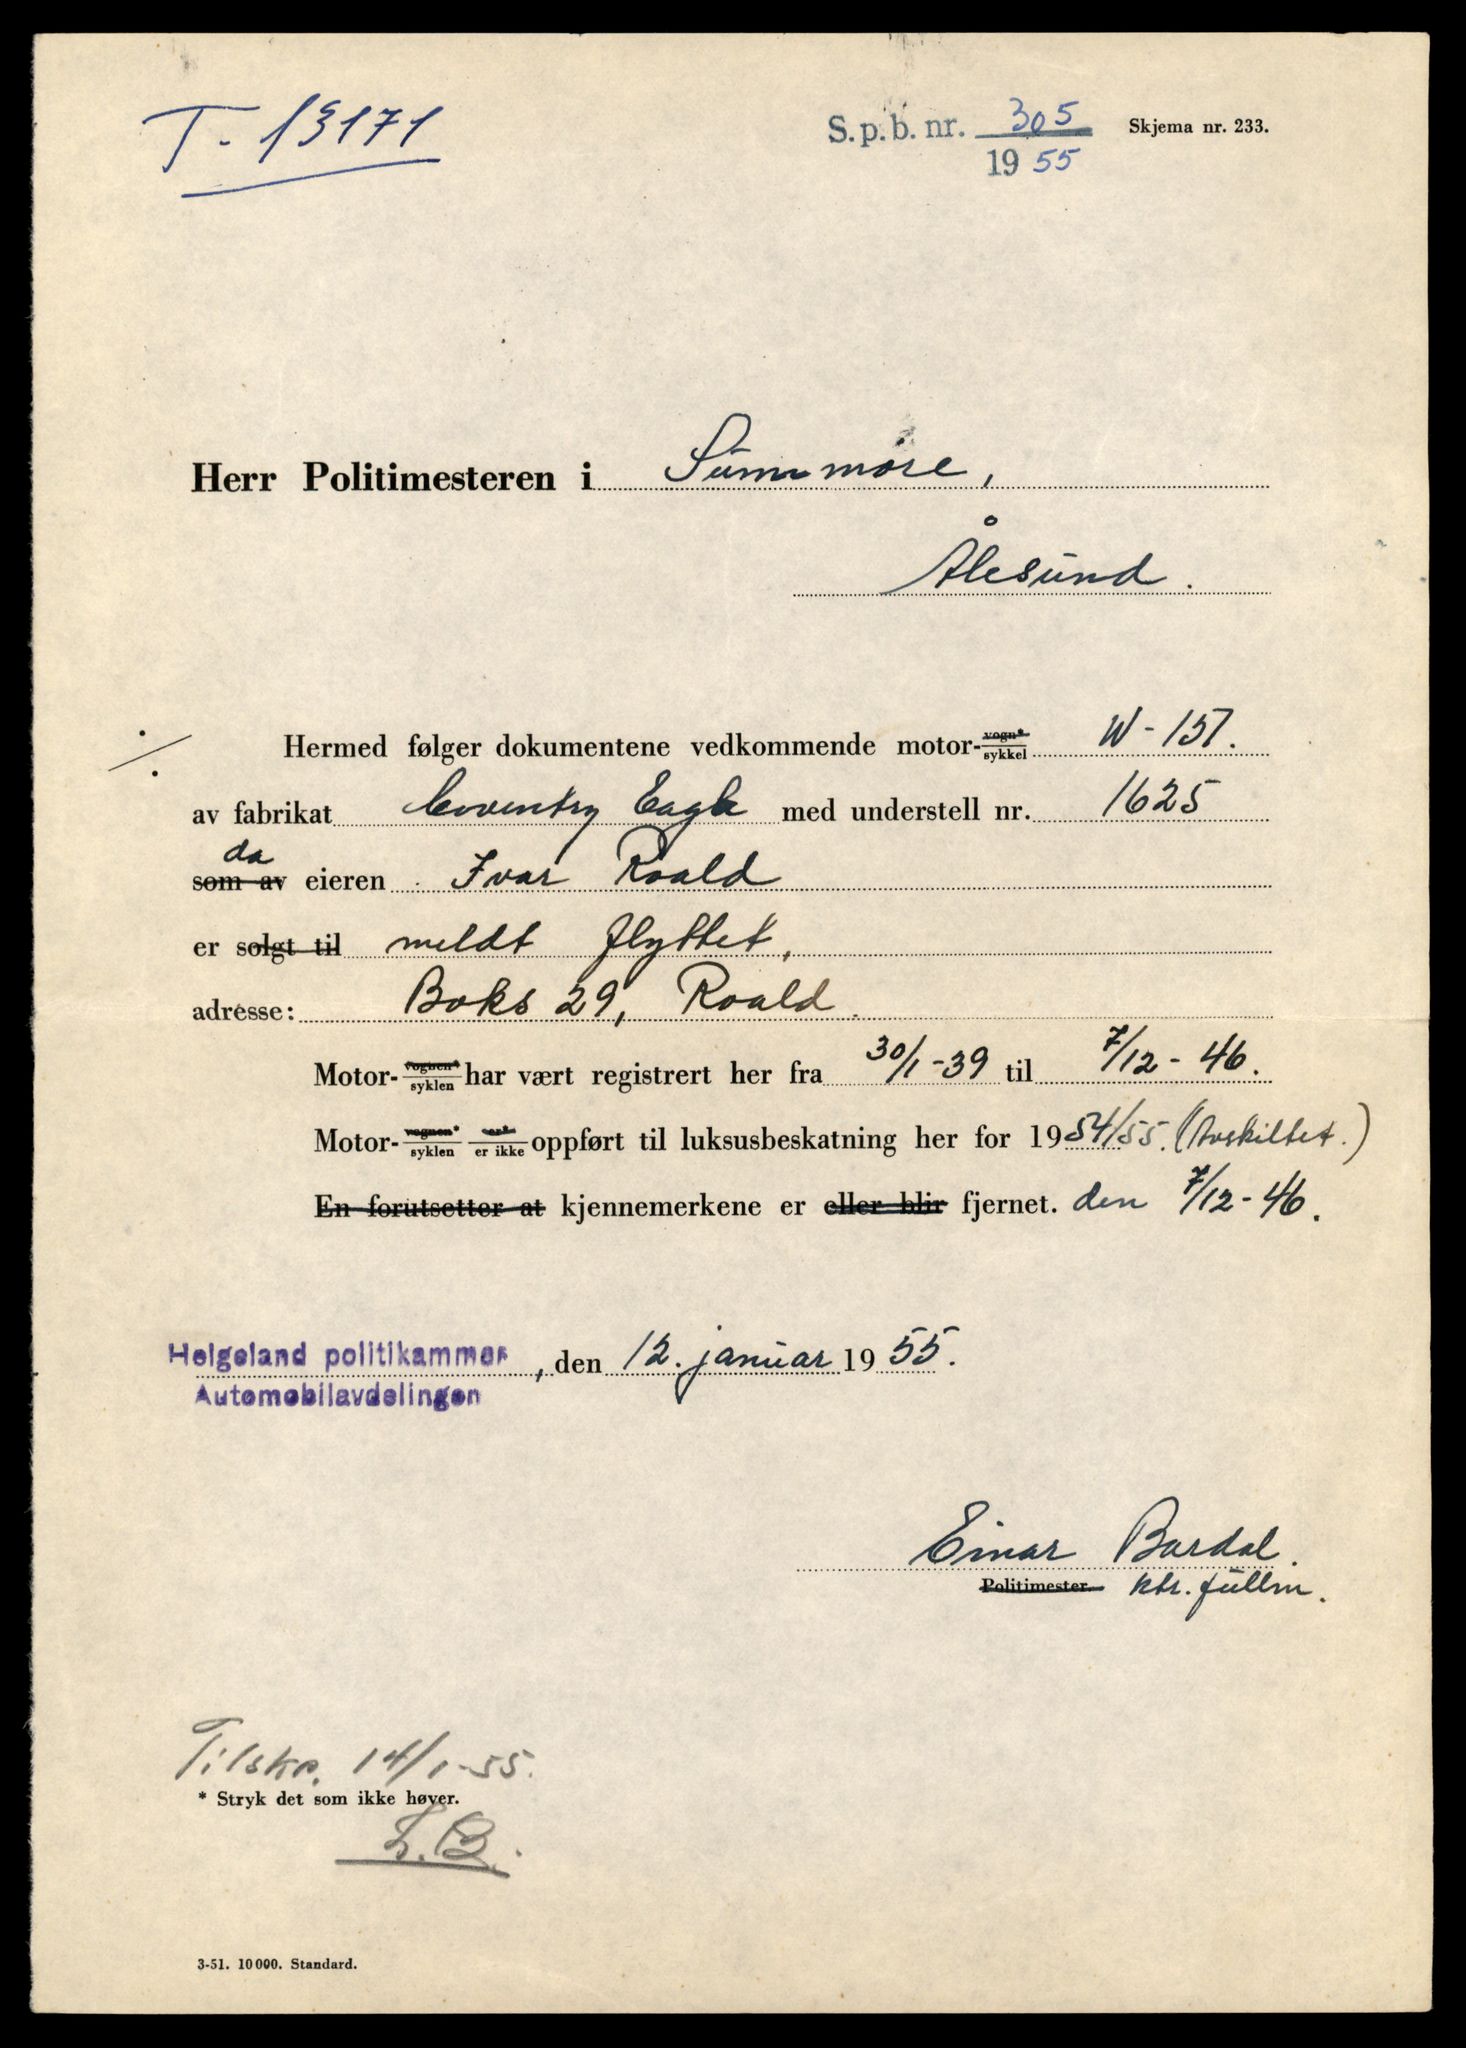 T. 13171
S.p.b. nr. 305 Skjema nr. 233.
1955
Herr Politimesteren i Sunnmøre,
Ålesund.
./. Hermed følger dokumentene vedkommende motor-vogn*/sykkel W-157.
av fabrikat Coventry Eagle med understell nr. 1625
da
som av eieren Ivar Roald
er solgt til meldt flyttet,
adresse: Boks 29, Roald.
Motor-vognen*/syklen har vært registrert her fra 30/1-39 til 7/12-46.
Motor-vognen*/syklen er*/er ikke oppført til luksusbeskatning her for 1954/55. (Avskiltet.)
En forutsetter at kjennemerkene er eller blir fjernet. den 7/12-46.
Helgeland politikammer, den 12. januar 1955.
Automobilavdelingen
Einar Bardal.
Politimester. ktr. fullm.
Tilskr. 14/1-55.
* Stryk det som ikke høver.
3-51. 10000. Standard.